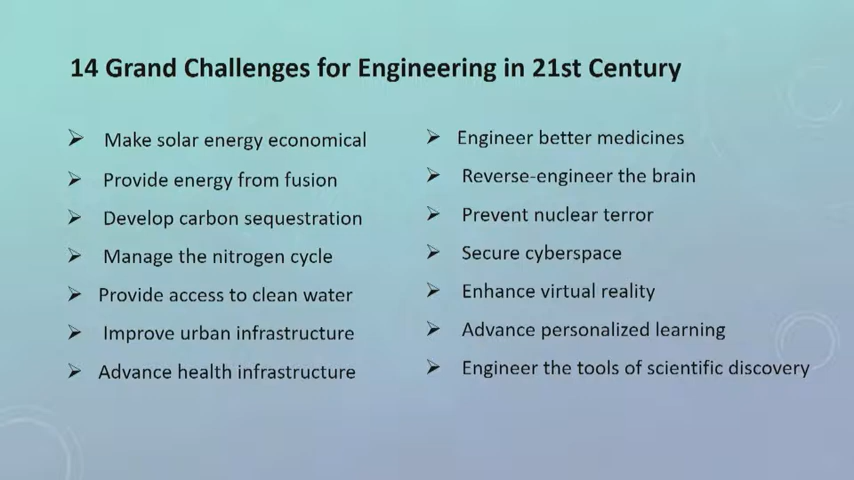 14 Grand Challenges for Engineering in 21st Century
Make solar energy economical
Provide energy from fusion
Develop carbon sequestration
Manage the nitrogen cycle
Provide access to clean water
Improve urban infrastructure
Advance health infrastructure
Engineer better medicines
Reverse-engineer the brain
Prevent nuclear terror
Secure cyberspace
Enhance virtual reality
Advance personalized learning
Engineer the tools of scientific discovery